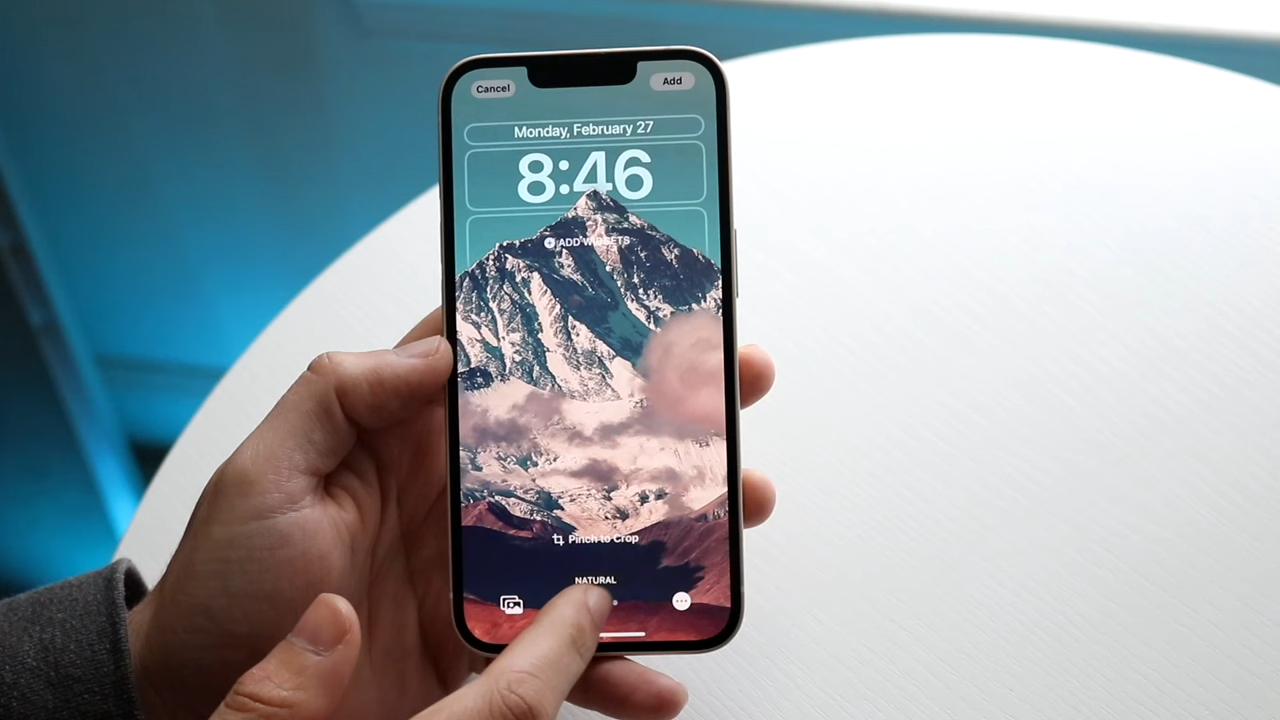 Cancel
Add
Monday, February 27
8:46
ADD WIDGETS
Pinch to Crop
NATURAL